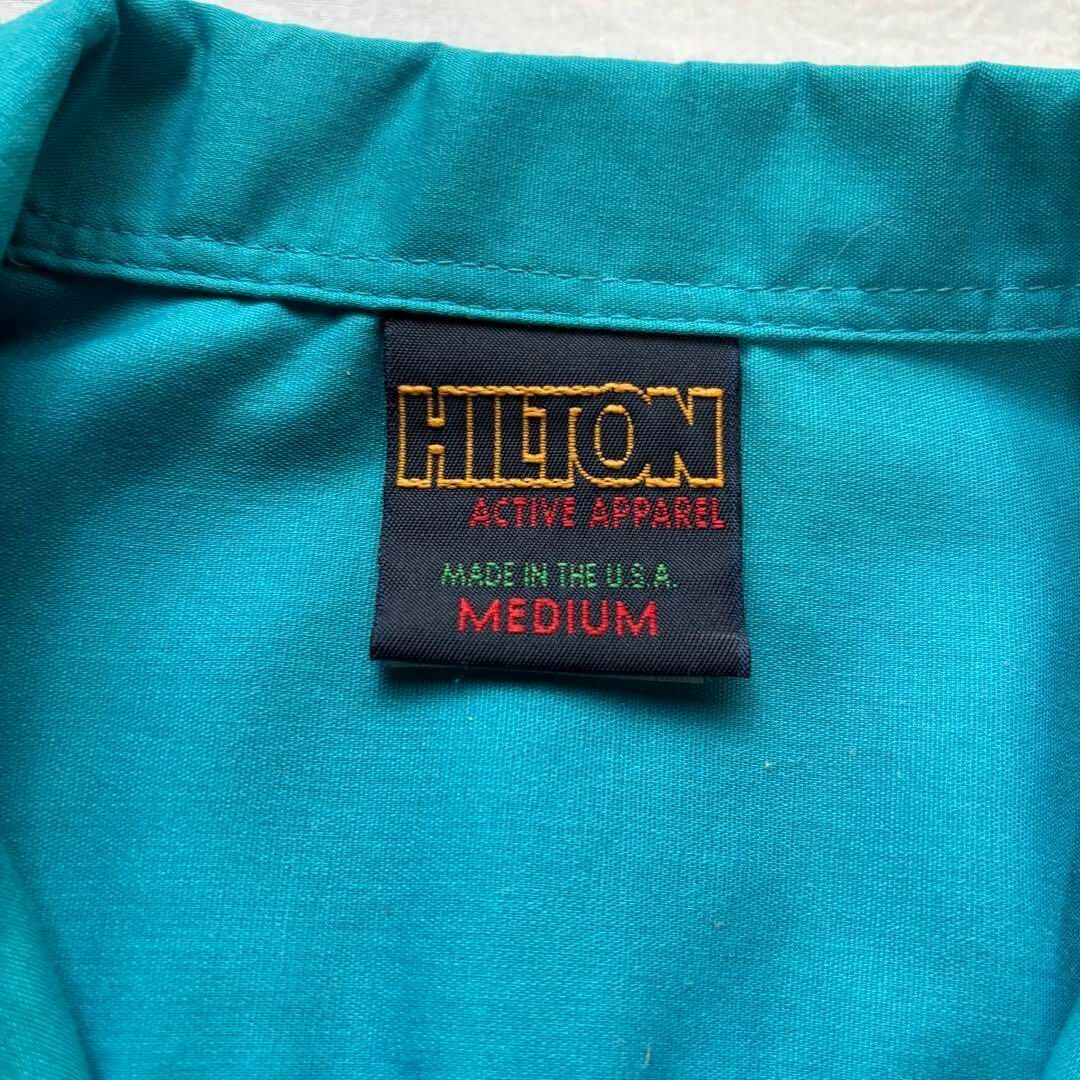 HILTON
ACTIVE APPAREL
MADE IN THE U.S.A.
MEDIUM